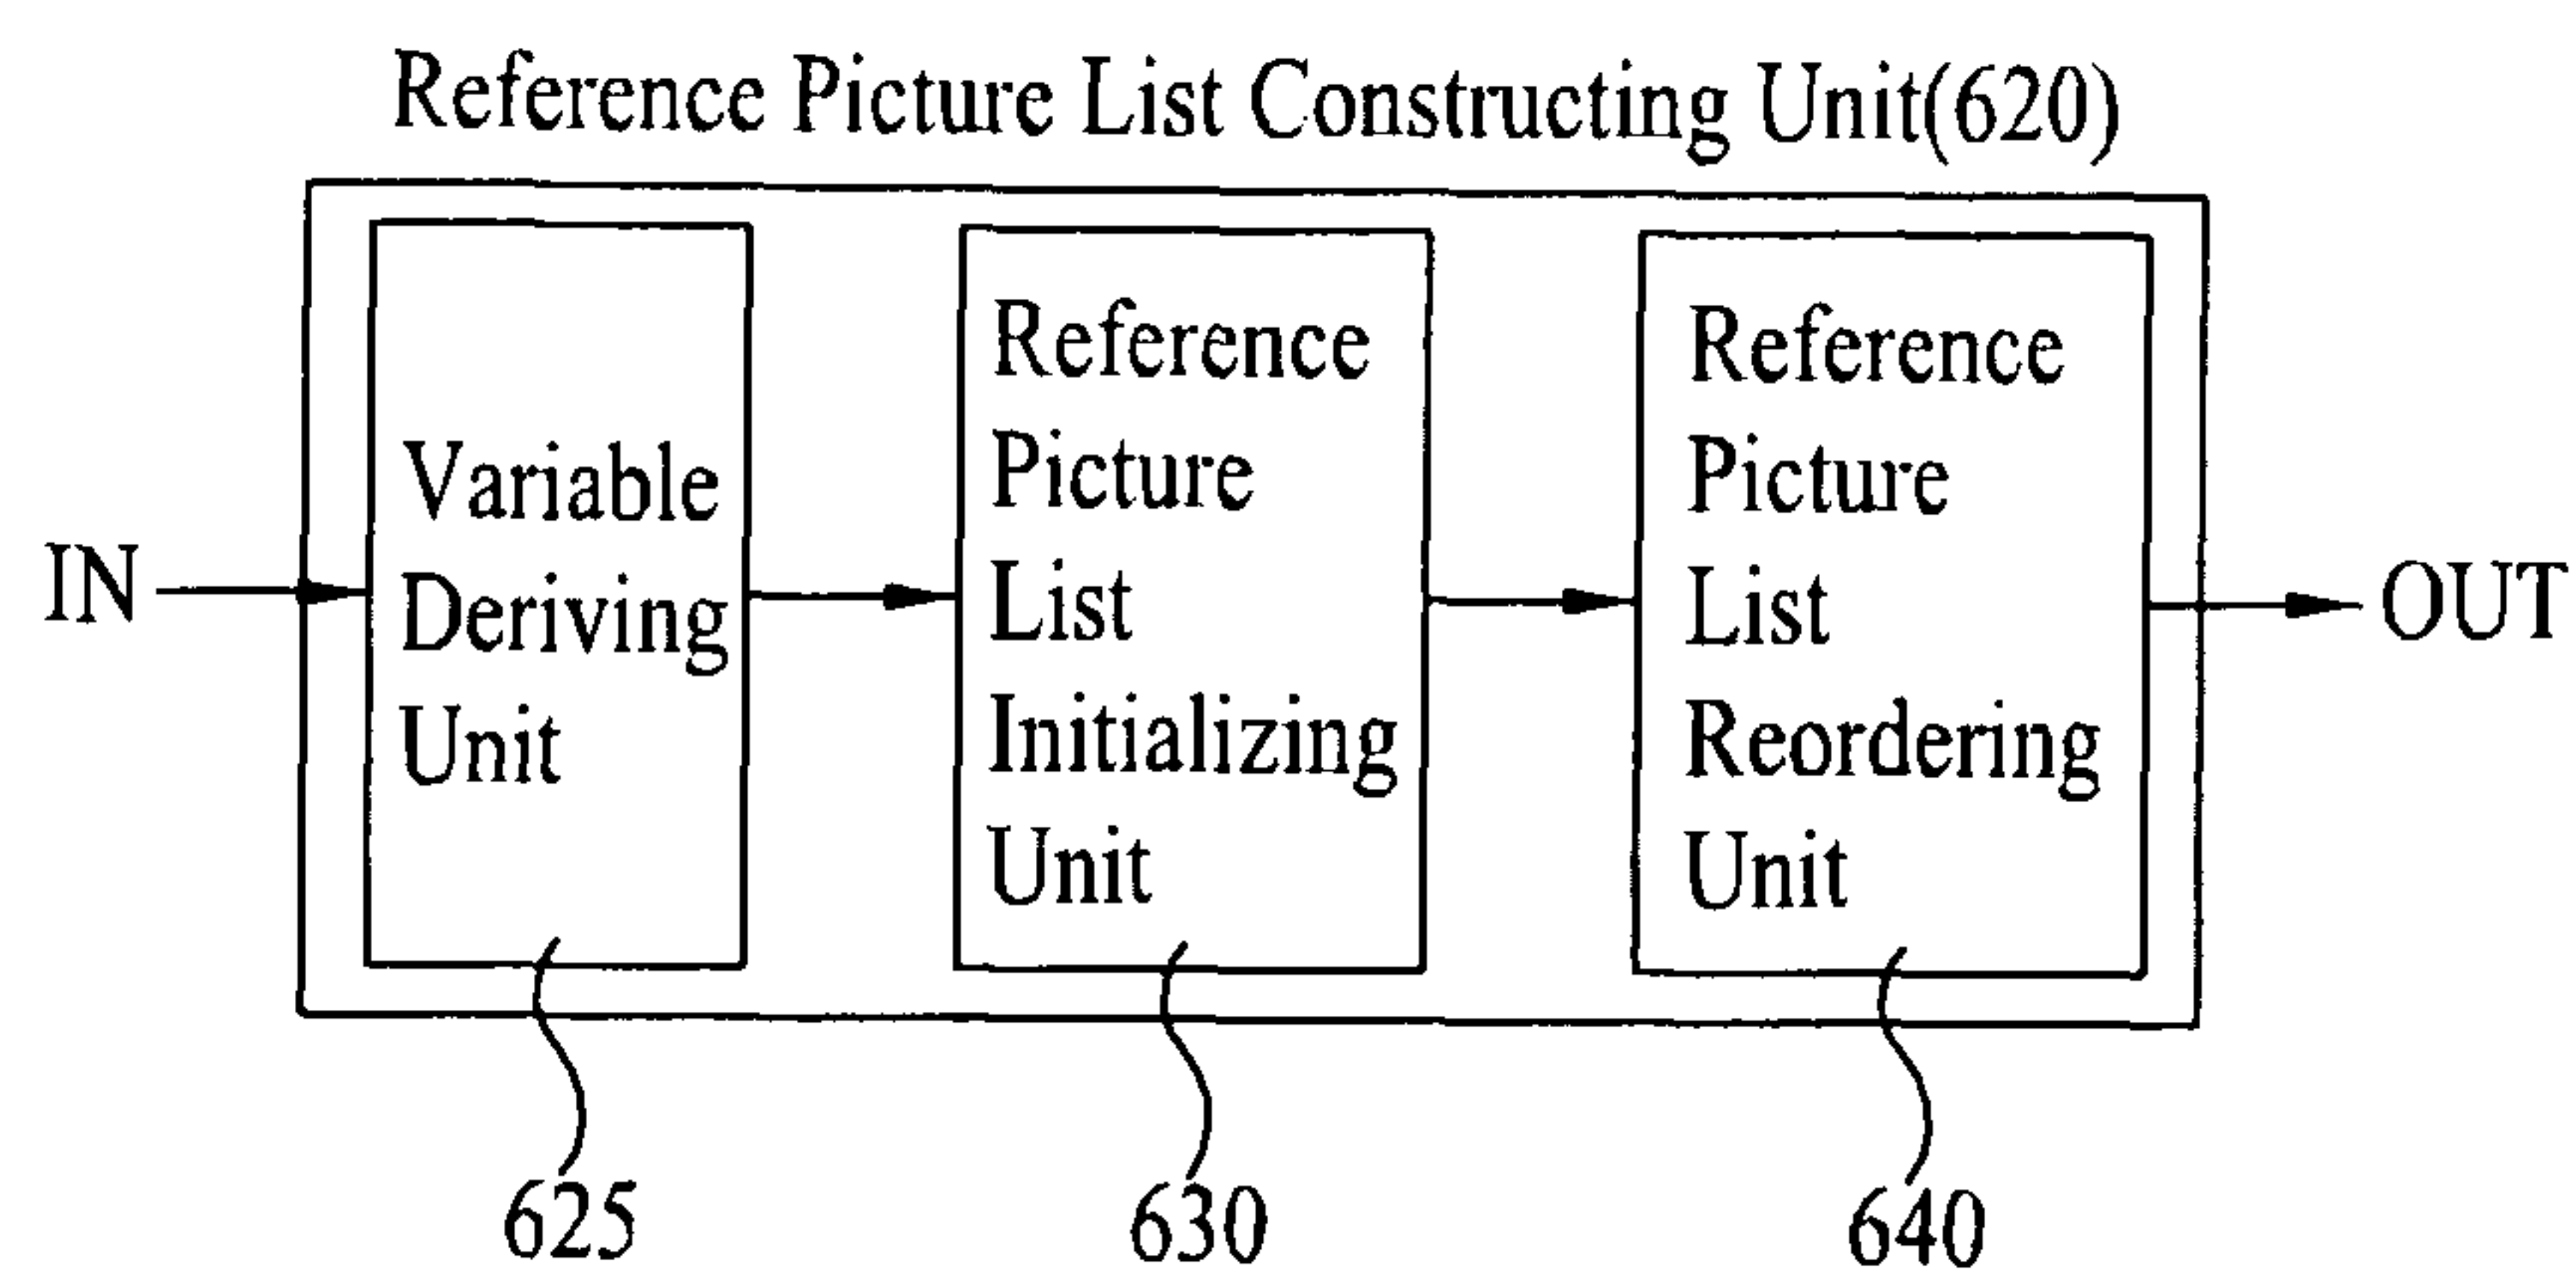 Reference Picture List Constructing Unit(620)
IN
Variable
Deriving
Unit
Reference
Picture
List
Initializing
Unit
Reference
Picture
List
Reordering
Unit
OUT
625
630
640